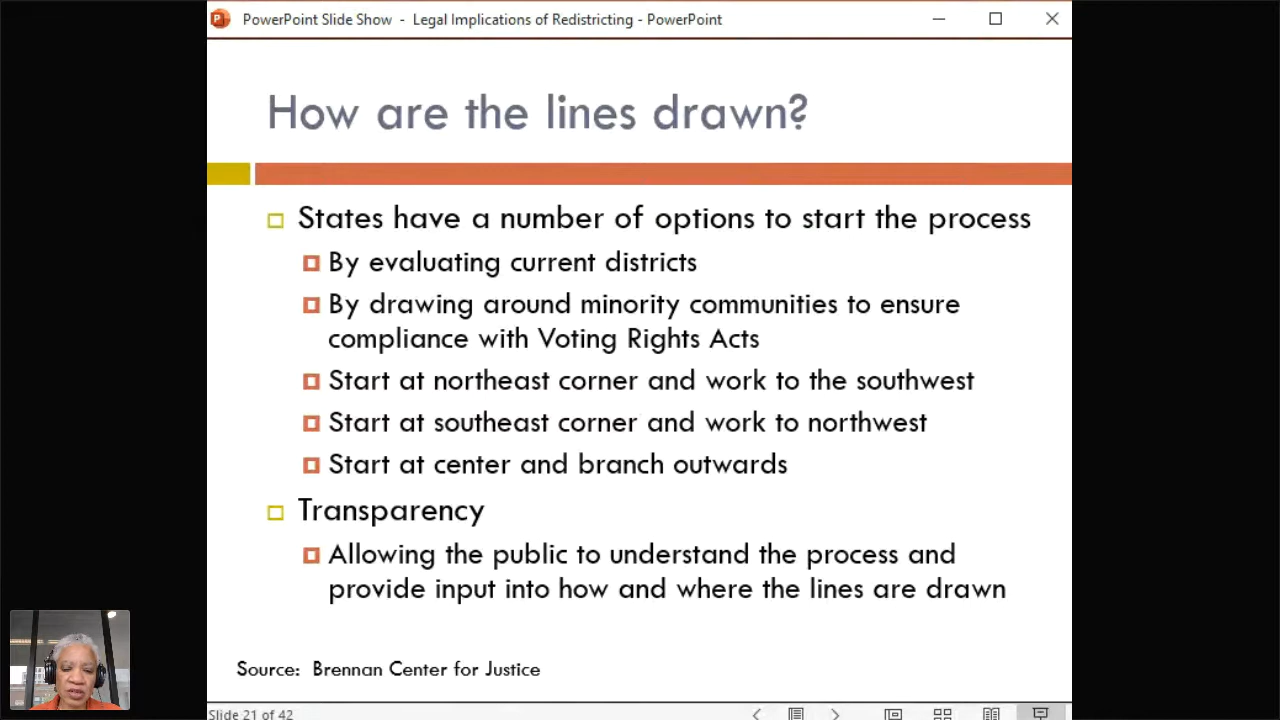 PowerPoint Slide Show - Legal Implications of Redistricting - PowerPoint
How are the lines drawn?
States have a number of options to start the process
By evaluating current districts
By drawing around minority communities to ensure
compliance with Voting Rights Acts
Start at northeast corner and work to the southwest
Start at southeast corner and work to northwest
Start at center and branch outwards
Transparency
Allowing the public to understand the process and
provide input into how and where the lines are drawn
Source: Brennan Center for Justice
Slide 21 of 42